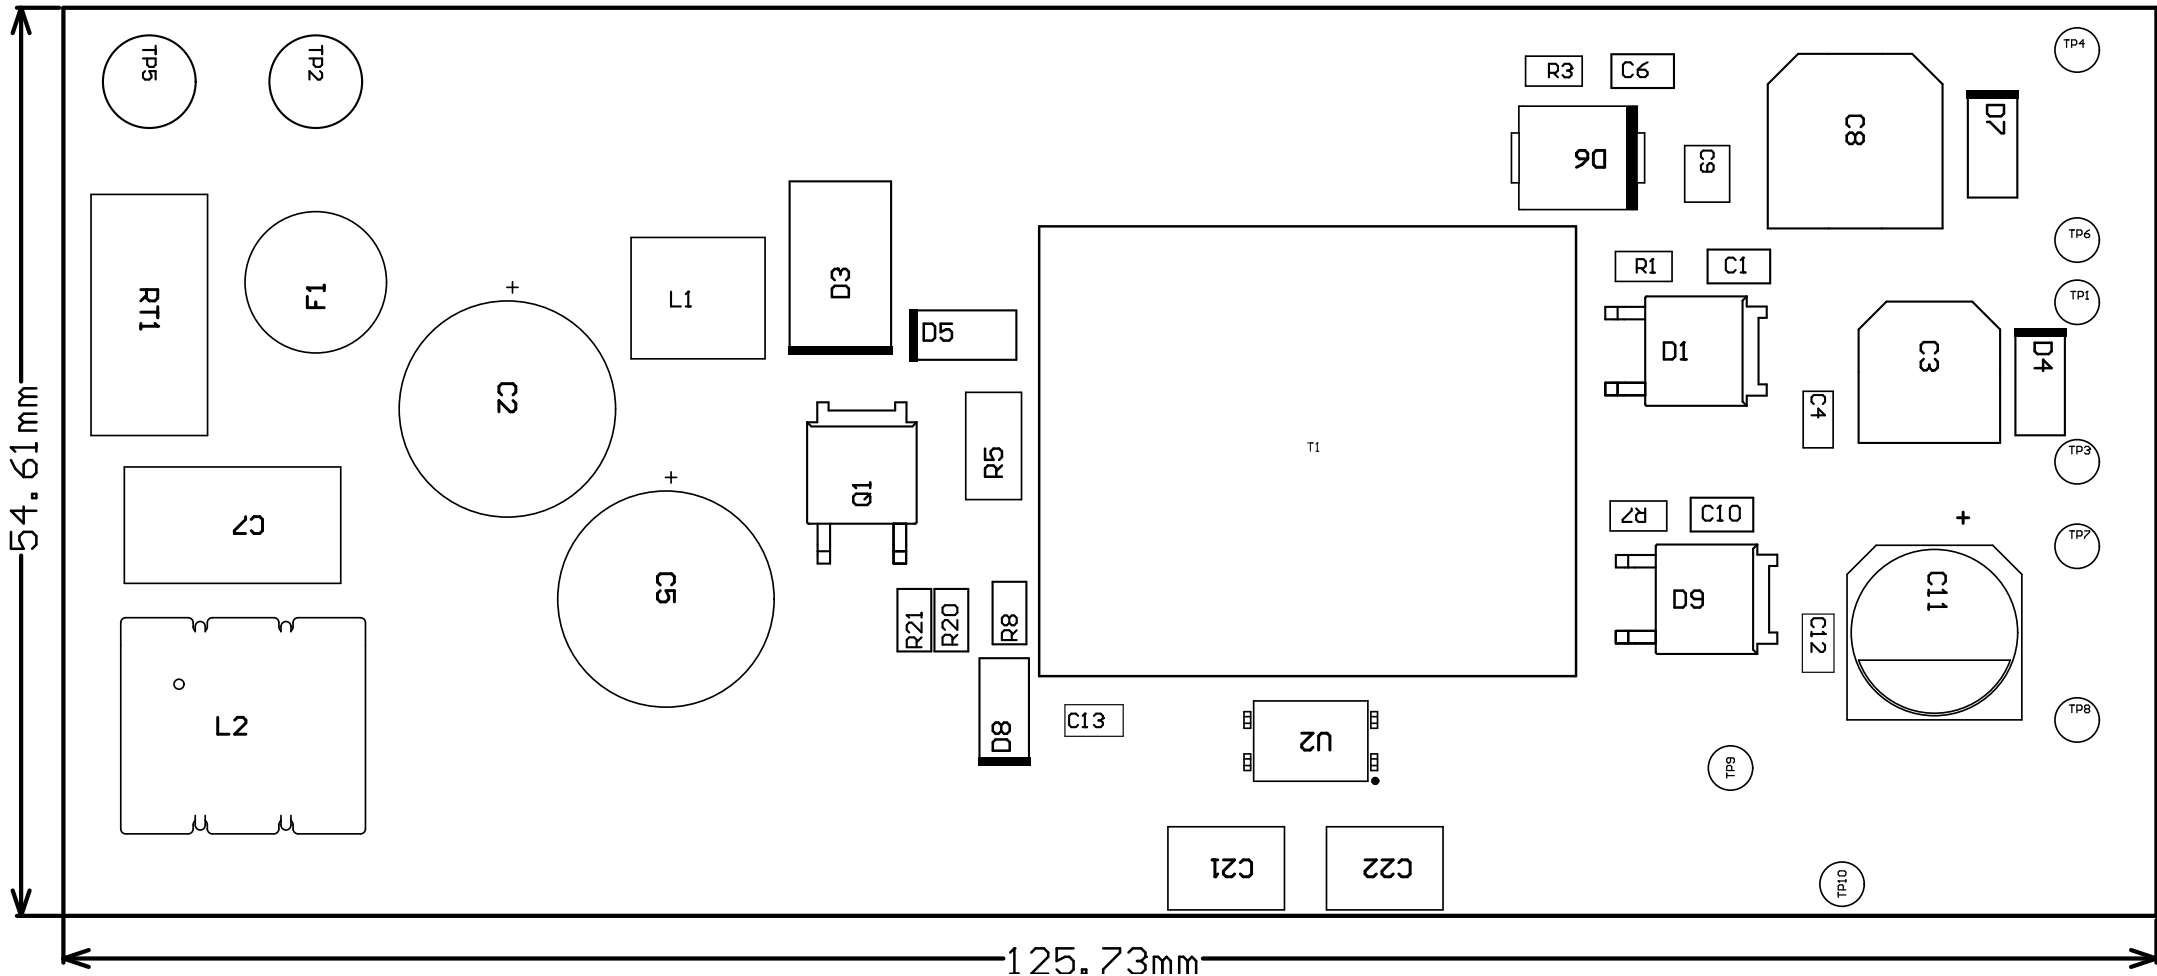 TP5
TP2
TP4
R3
C6
C8
D7
D6
C9
TP6
R1
C1
TP1
RT1
F1
L1
D3
D5
D1
C3
D4
C2
C4
T1
TP3
R5
Q1
C7
R7
C10
+
+
+
TP7
C5
D9
C11
R21
R20
R8
C12
L2
D8
C13
U2
TP8
TP9
C21
C22
TP10
54.61mm
125.73mm